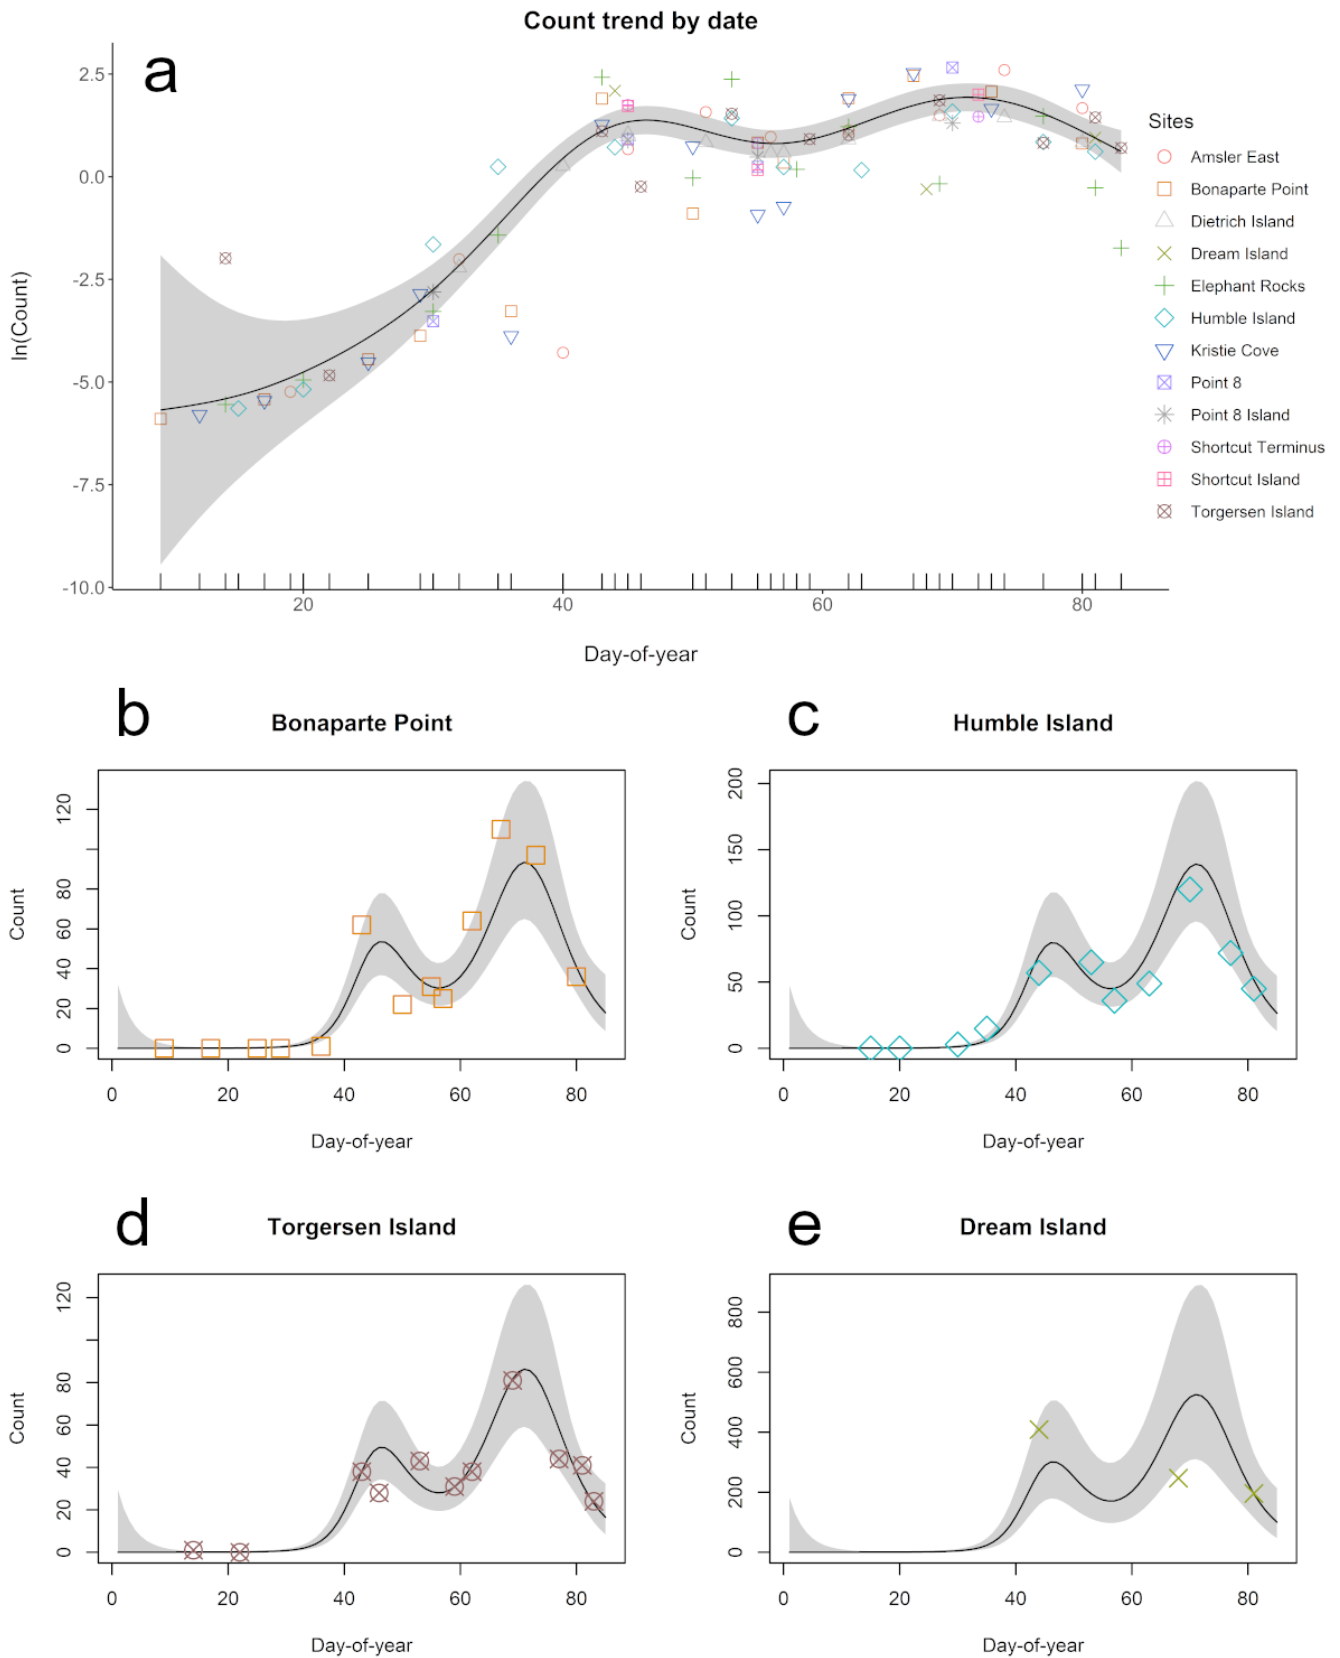 Count trend by date
a
2.5
0.0
-2.5
-5.0
-7.5
-10.0
ln(Count)
20 40 60 80
Day-of-year
Sites
Amsler East
Bonaparte Point
Dietrich Island
Dream Island
Elephant Rocks
Humble Island
Kristie Cove
Point 8
Point 8 Island
Shortcut Terminus
Shortcut Island
Torgersen Island
b
Bonaparte Point
Count
0 20 40 60 80 120
0 20 40 60 80
Day-of-year
c
Humble Island
Count
0 50 100 150 200
0 20 40 60 80
Day-of-year
d
Torgersen Island
Count
0 20 40 60 80 120
0 20 40 60 80
Day-of-year
e
Dream Island
Count
0 200 400 600 800
0 20 40 60 80
Day-of-year